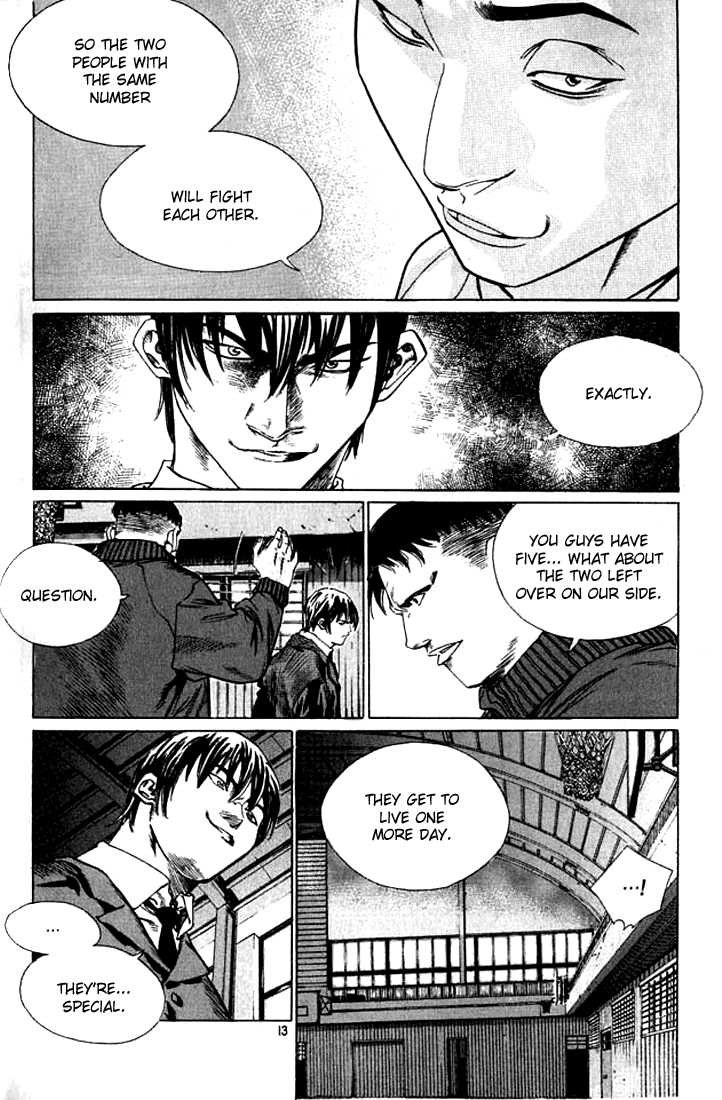 SO THE TWO
PEOPLE WITH
THE SAME
NUMBER
WILL FIGHT
EACH OTHER.
EXACTLY.
QUESTION.
YOU GUYS HAVE
FIVE... WHAT ABOUT
THE TWO LEFT
OVER ON OUR SIDE.
...
THEY'RE...
SPECIAL.
THEY GET TO
LIVE ONE
MORE DAY.
...!
13